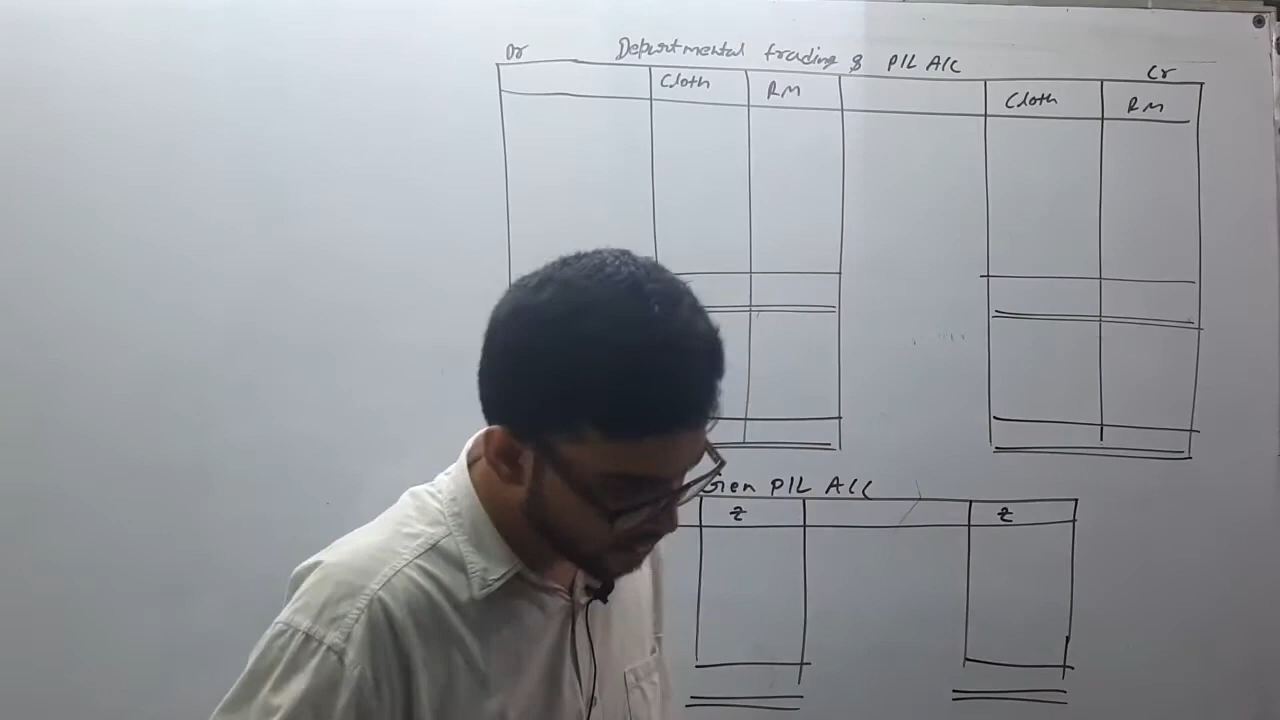 Dr Departmental trading & P/L A/C Cr
Cloth RM Cloth RM
Gen P/L A/C
₹ ₹